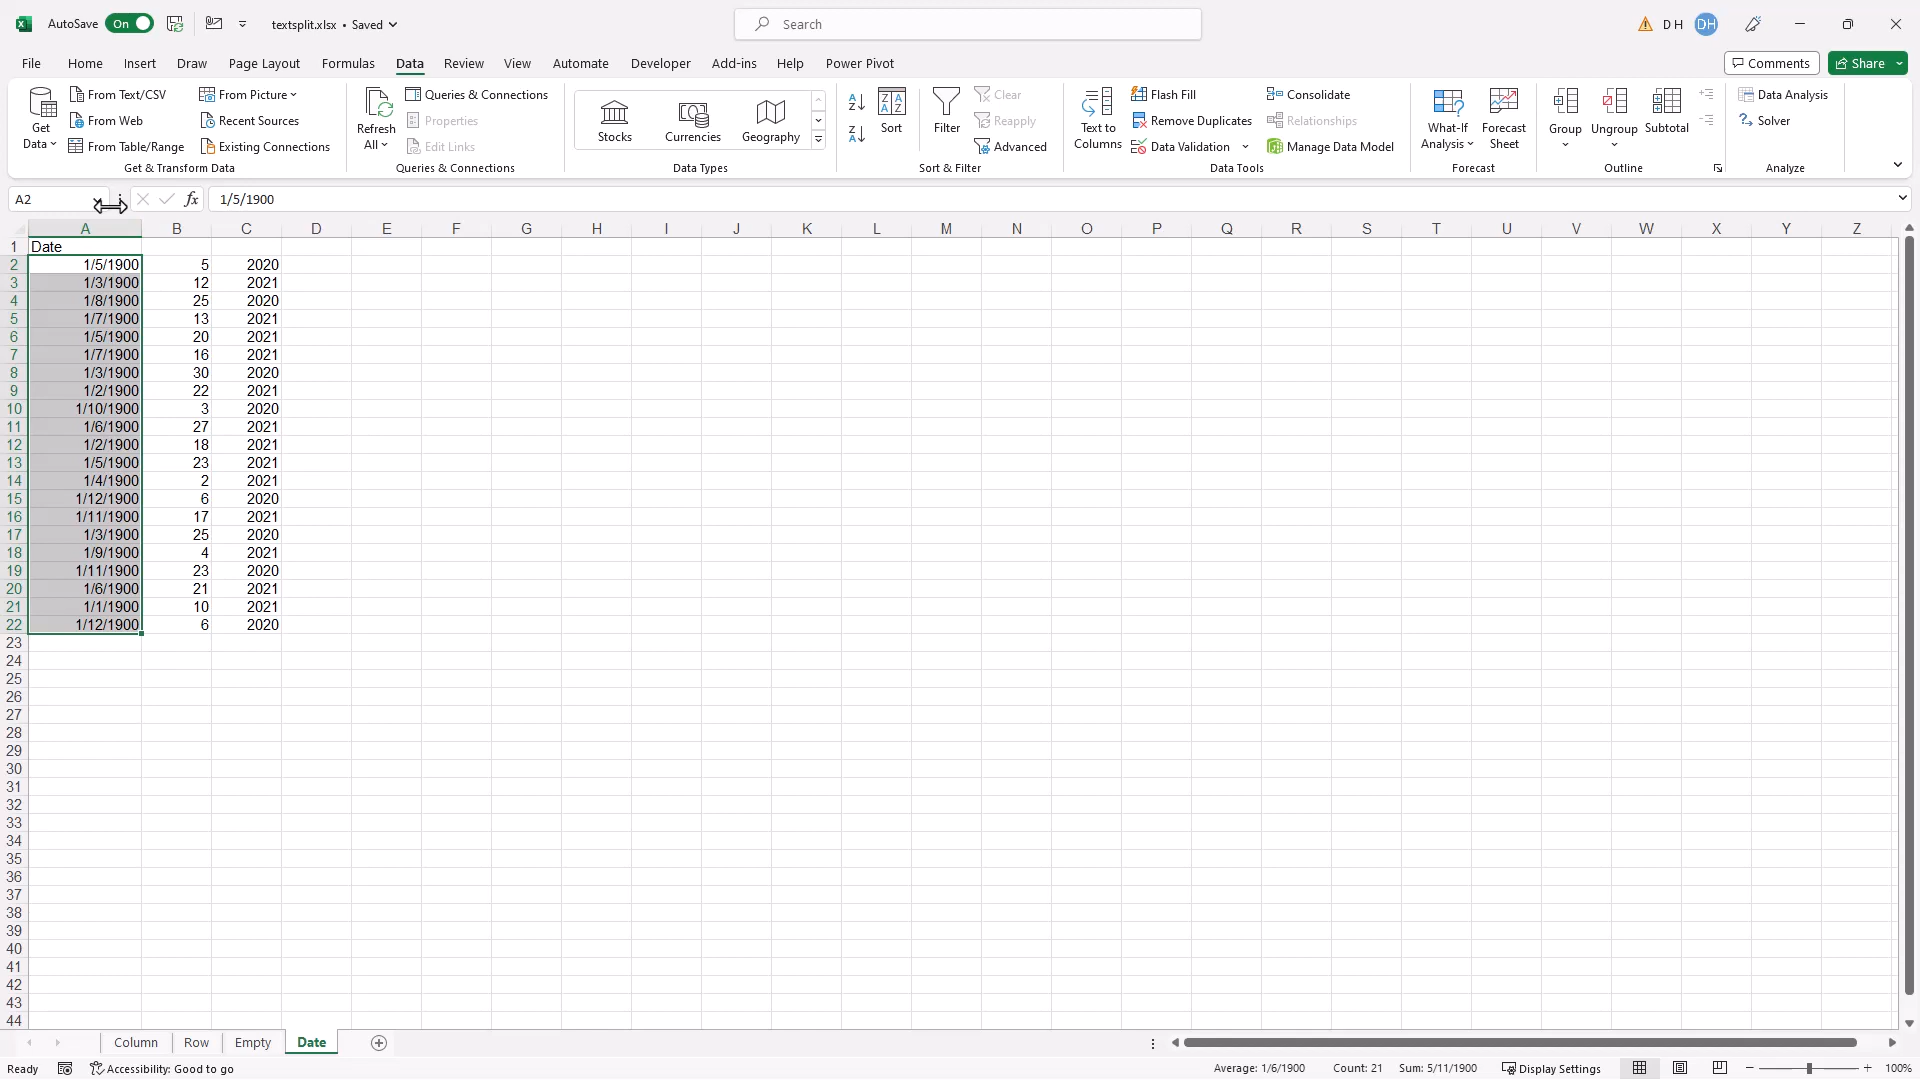 AutoSave On textsplit.xlsx • Saved Search D H DH
File Home Insert Draw Page Layout Formulas Data Review View Automate Developer Add-ins Help Power Pivot Comments Share
Get Data
From Text/CSV
From Web
From Table/Range
From Picture
Recent Sources
Existing Connections
Get & Transform Data
Refresh All
Queries & Connections
Properties
Edit Links
Queries & Connections
Stocks Currencies Geography
Data Types
Sort
Filter
Clear
Reapply
Advanced
Sort & Filter
Text to Columns
Flash Fill
Remove Duplicates
Data Validation
Consolidate
Relationships
Manage Data Model
Data Tools
What-If Analysis
Forecast Sheet
Forecast
Group Ungroup Subtotal
Outline
Data Analysis
Solver
Analyze
A2 fx 1/5/1900
A B C D E F G H I J K L M N O P Q R S T U V W X Y Z
1 Date
2 1/5/1900 5 2020
3 1/3/1900 12 2021
4 1/8/1900 25 2020
5 1/7/1900 13 2021
6 1/5/1900 20 2021
7 1/7/1900 16 2021
8 1/3/1900 30 2020
9 1/2/1900 22 2021
10 1/10/1900 3 2020
11 1/6/1900 27 2021
12 1/2/1900 18 2021
13 1/5/1900 23 2021
14 1/4/1900 2 2021
15 1/12/1900 6 2020
16 1/11/1900 17 2021
17 1/3/1900 25 2020
18 1/9/1900 4 2021
19 1/11/1900 23 2020
20 1/6/1900 21 2021
21 1/1/1900 10 2021
22 1/12/1900 6 2020
23
24
25
26
27
28
29
30
31
32
33
34
35
36
37
38
39
40
41
42
43
44
Column Row Empty Date
Ready Accessibility: Good to go Average: 1/6/1900 Count: 21 Sum: 5/11/1900 Display Settings 100%